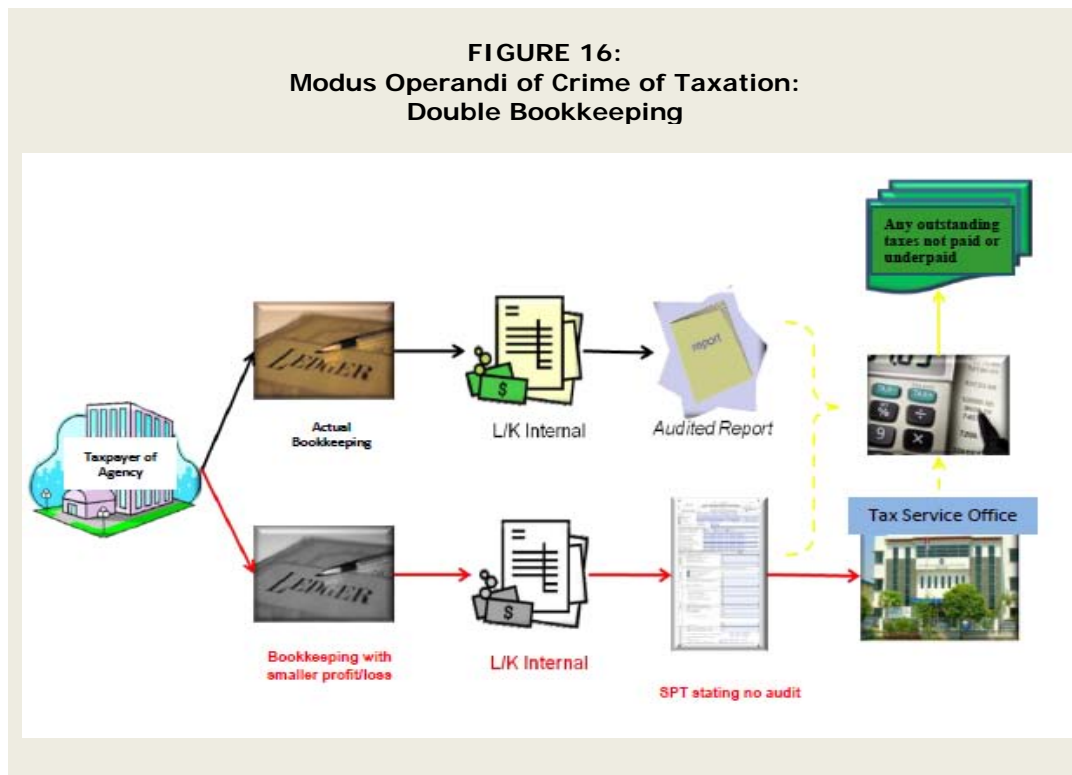 FIGURE 16:
Modus Operandi of Crime of Taxation:
Double Bookkeeping
Any outstanding
taxes not paid or
underpaid
LEDGER
report
Actual
Bookkeeping
L/K Internal
Audited Report
Taxpayer of
Agency
$
%
÷
9
×
Tax Service Office
LEDGER
$
Bookkeeping with
smaller profit/loss
L/K Internal
SPT stating no audit